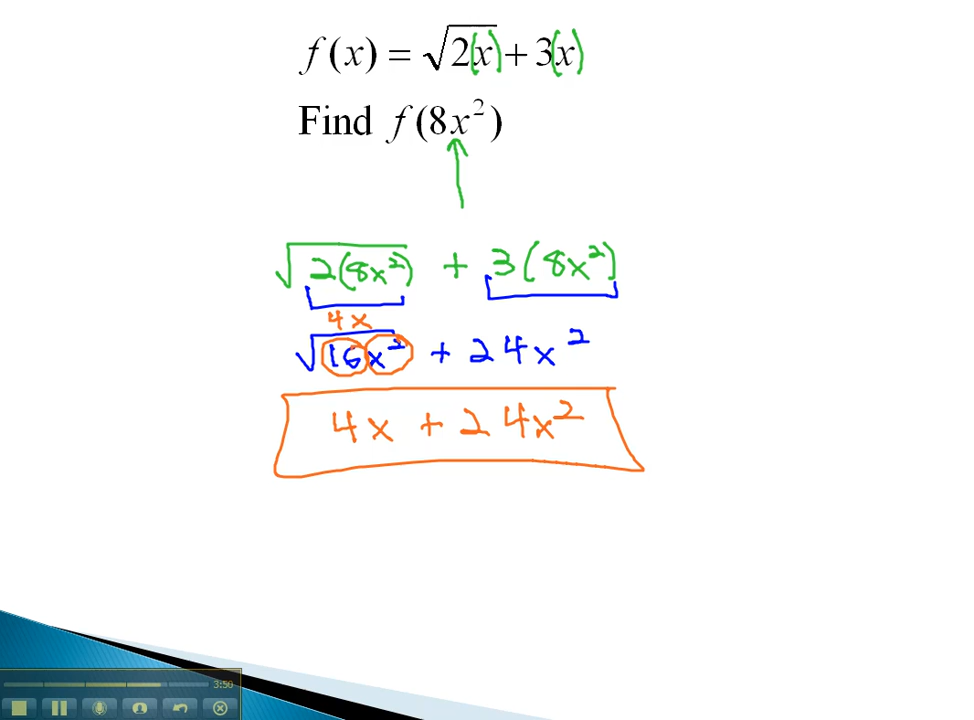 f(x) = √2(x) + 3(x)
Find f(8x²)
√2(8x²) + 3(8x²)
4x
√16x² + 24x²
4x + 24x²
3:50